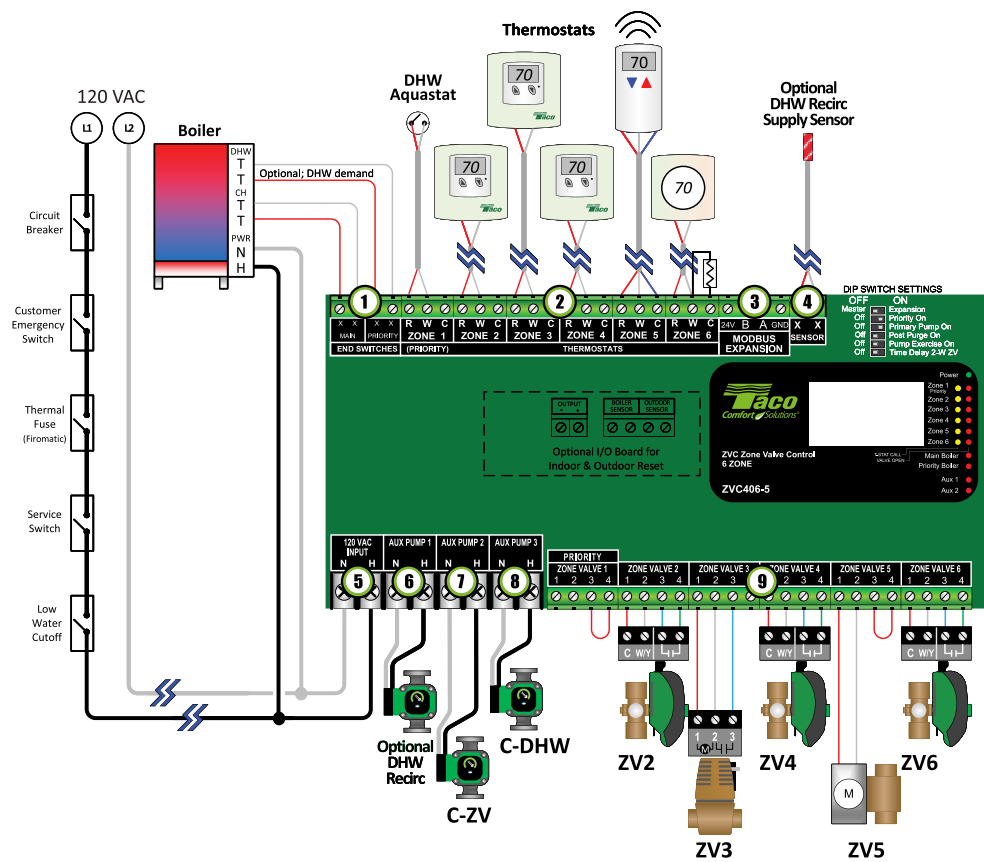 Thermostats
70
120 VAC
L1
L2
Boiler
DHW
T
T
CH
T
T
PWR
N
H
Optional; DHW demand
DHW
Aquastat
70
Taco
70
Taco
70
Taco
70
Optional
DHW Recirc
Supply Sensor
Circuit
Breaker
Customer
Emergency
Switch
Thermal
Fuse
(Firomatic)
Service
Switch
Low
Water
Cutoff
1
2
3
4
X X X X
MAIN PRIORITY
END SWITCHES
R W C R W C R W C R W C R W C R W C
ZONE 1 ZONE 2 ZONE 3 ZONE 4 ZONE 5 ZONE 6
(PRIORITY) THERMOSTATS
24V B A GND
MODBUS
EXPANSION
X X
SENSOR
DIP SWITCH SETTINGS
OFF ON
Master Expansion
Off Priority On
Off Primary Pump On
Off Post Purge On
Off Pump Exercise On
Off Time Delay 2-W ZV
OUTPUT
- +
BOILER
SENSOR
OUTDOOR
SENSOR
Optional I/O Board for
Indoor & Outdoor Reset
Taco
Comfort Solutions®
ZVC Zone Valve Control
6 ZONE
ZVC406-5
Power
Zone 1
Priority
Zone 2
Zone 3
Zone 4
Zone 5
Zone 6
T-STAT CALL
VALVE OPEN
Main Boiler
Priority Boiler
Aux 1
Aux 2
120 VAC
INPUT
N H
5
AUX PUMP 1
N H
6
AUX PUMP 2
N H
7
AUX PUMP 3
N H
8
PRIORITY
ZONE VALVE 1 ZONE VALVE 2 ZONE VALVE 3 ZONE VALVE 4 ZONE VALVE 5 ZONE VALVE 6
1 2 3 4 1 2 3 4 1 2 3 4 1 2 3 4 1 2 3 4 1 2 3 4
9
C W/Y
C W/Y
C W/Y
1 2 3
M
M
Optional
DHW
Recirc
C-ZV
C-DHW
ZV2
ZV3
ZV4
ZV5
ZV6